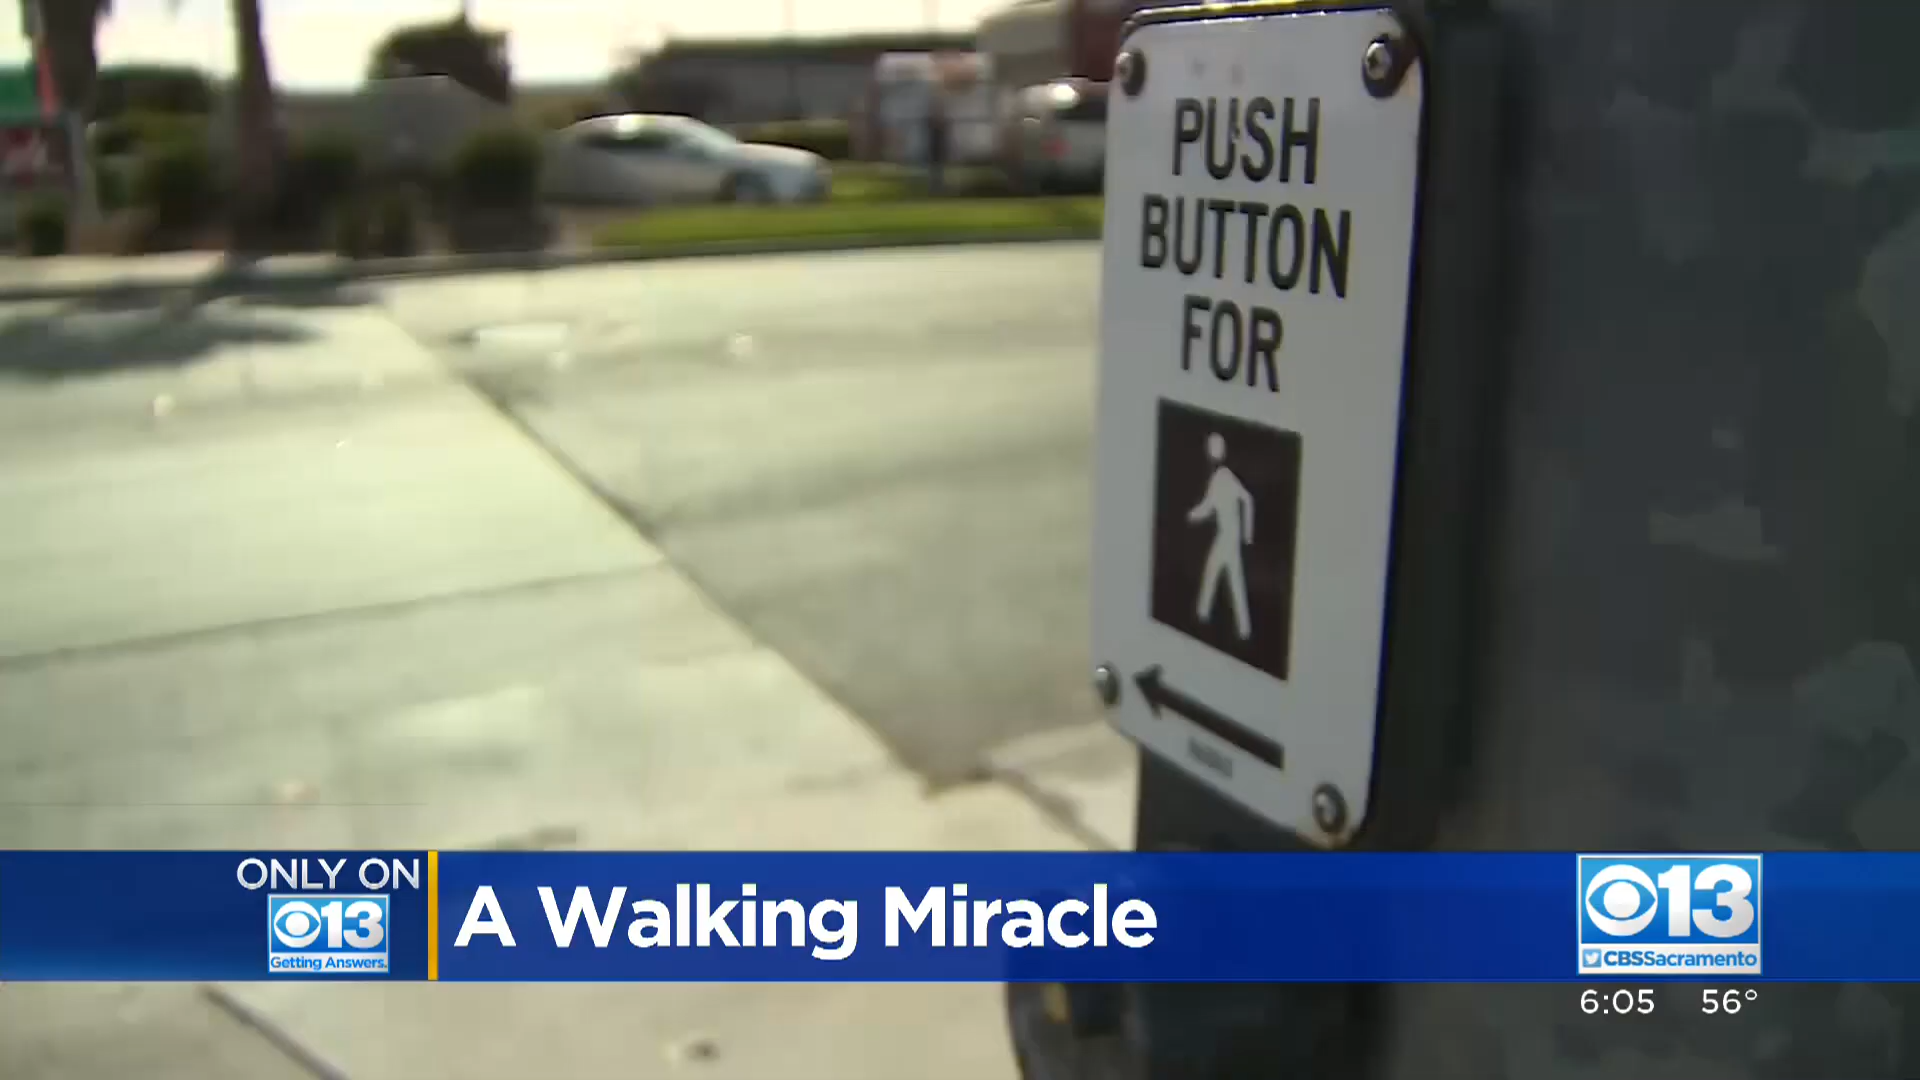 PUSH
BUTTON
FOR
ONLY ON
13
Getting Answers.
A Walking Miracle
13
CBSSacramento
6:05 56°